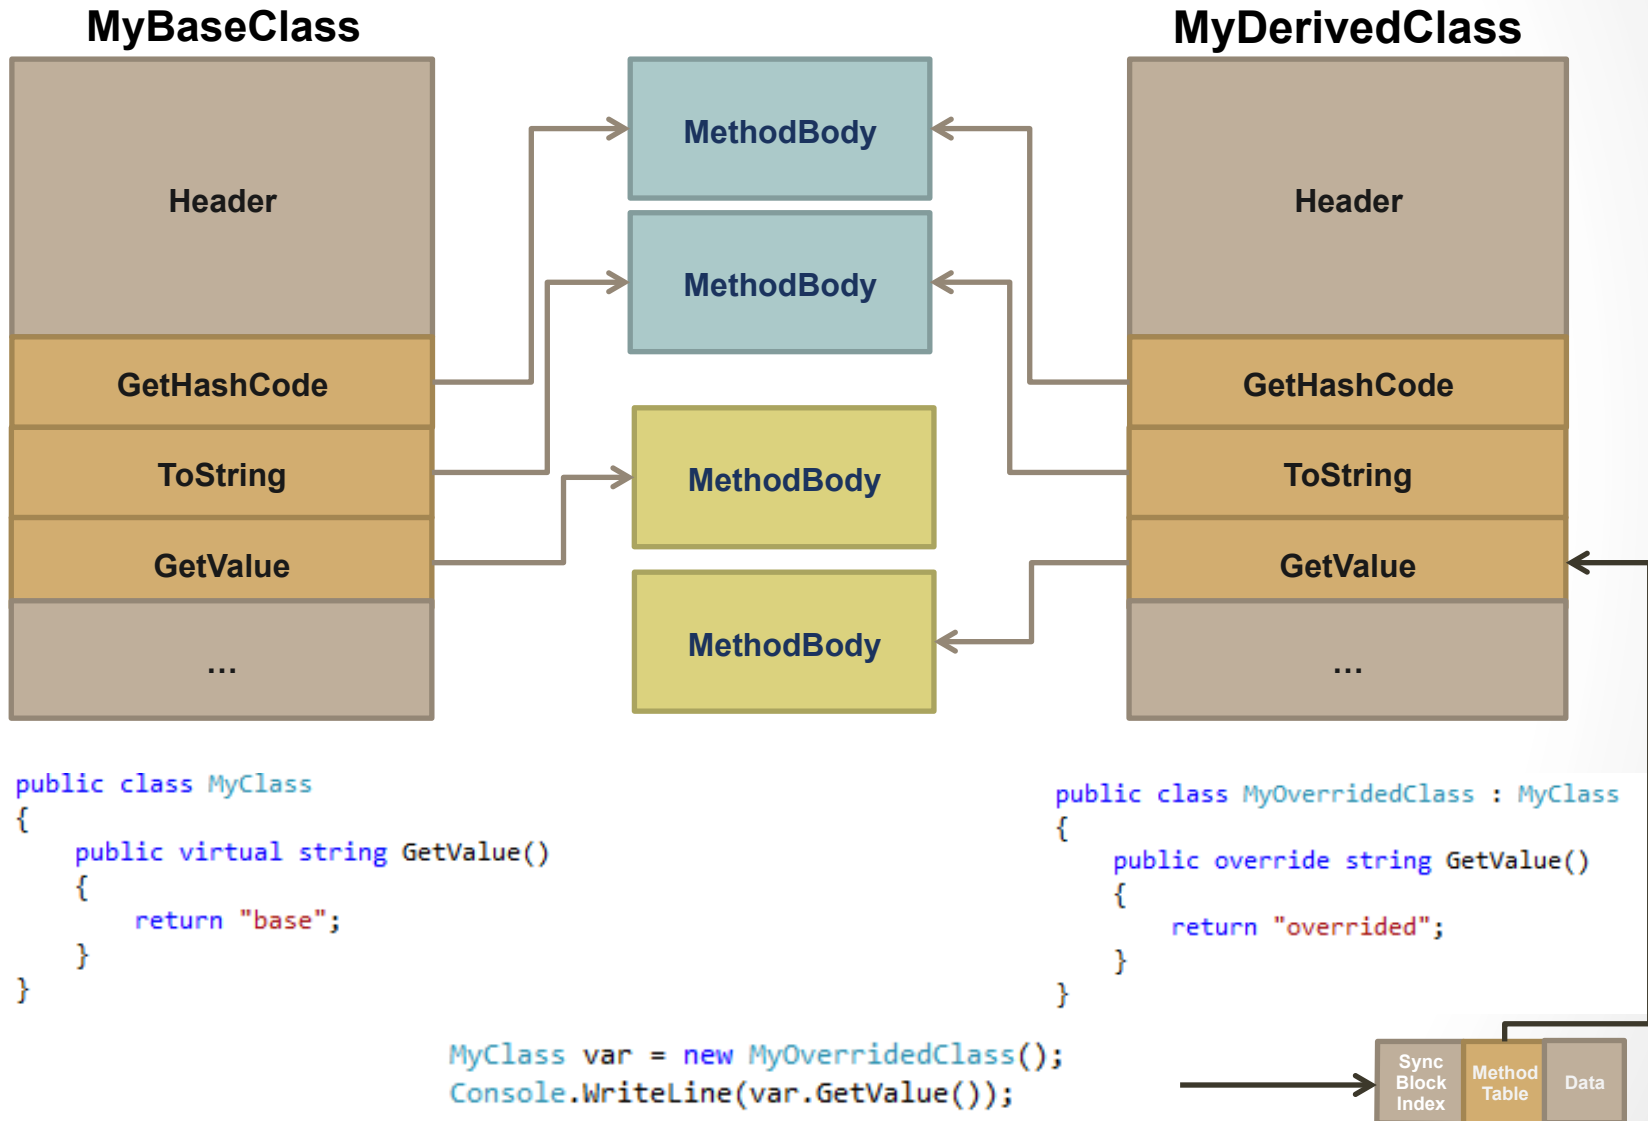 MyBaseClass
MyDerivedClass
Header
MethodBody
Header
MethodBody
GetHashCode
GetHashCode
ToString
MethodBody
ToString
GetValue
GetValue
MethodBody
...
...
public class MyClass
{
    public virtual string GetValue()
    {
        return "base";
    }
}
public class MyOverridedClass : MyClass
{
    public override string GetValue()
    {
        return "overrided";
    }
}
MyClass var = new MyOverridedClass();
Console.WriteLine(var.GetValue());
Sync
Block
Index
Method
Table
Data